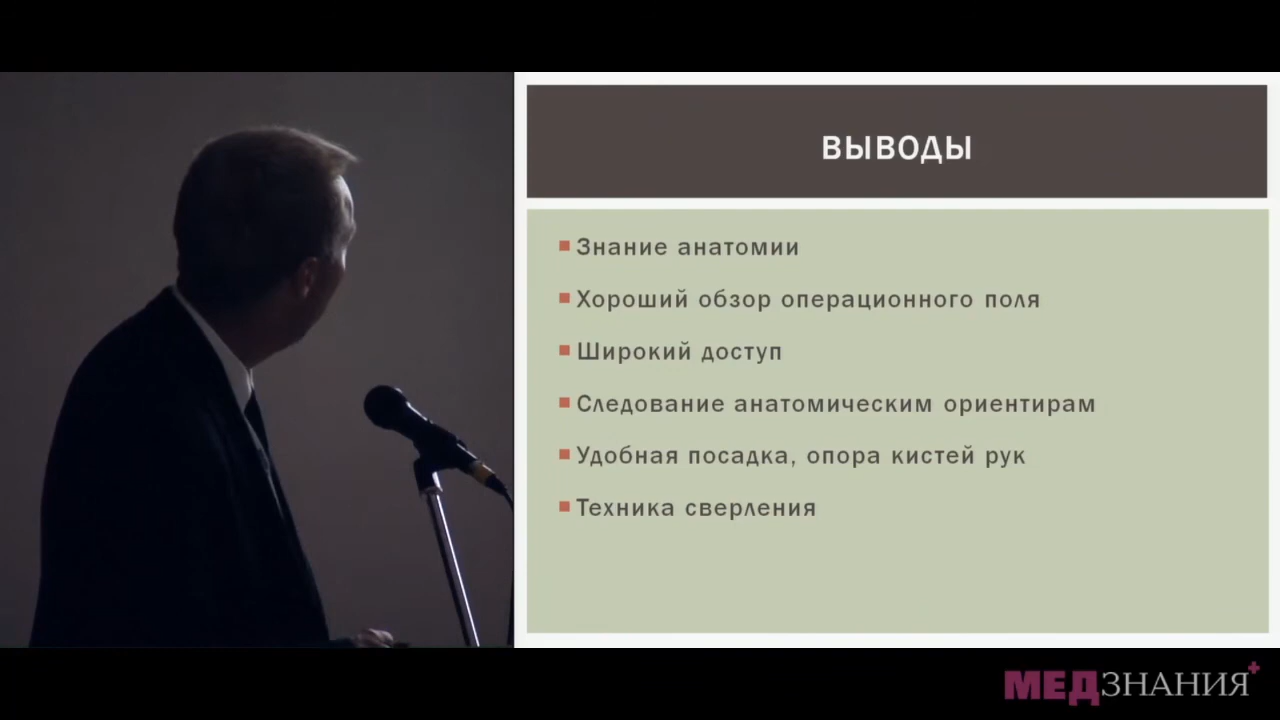 ВЫВОДЫ
Знание анатомии
Хороший обзор операционного поля
Широкий доступ
Следование анатомическим ориентирам
Удобная посадка, опора кистей рук
Техника сверления
МЕДЗНАНИЯ+